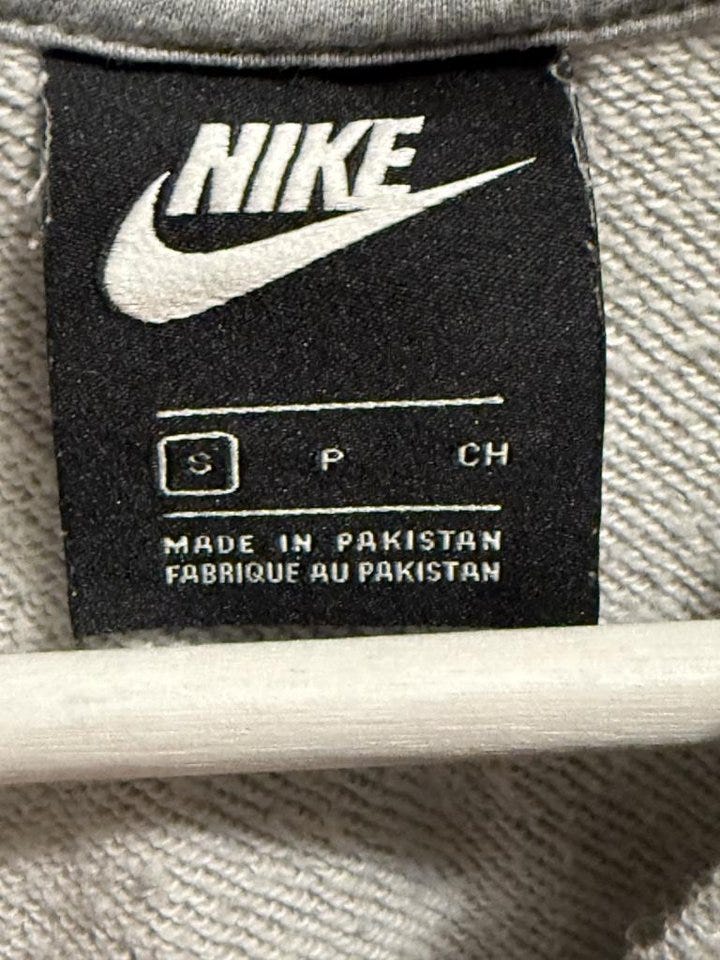 NIKE
S P CH
MADE IN PAKISTAN
FABRIQUE AU PAKISTAN